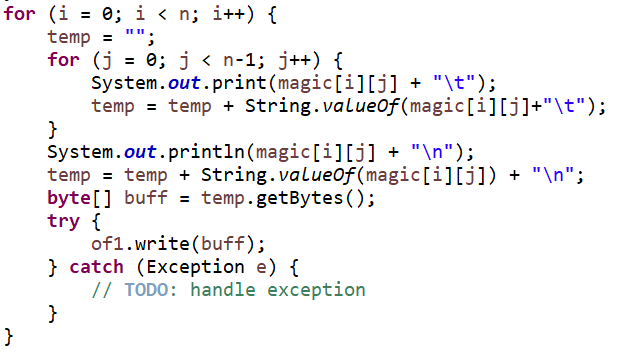 for (i = 0; i < n; i++) {
    temp = "";
    for (j = 0; j < n-1; j++) {
        System.out.print(magic[i][j] + "\t");
        temp = temp + String.valueOf(magic[i][j]+"\t");
    }
    System.out.println(magic[i][j] + "\n");
    temp = temp + String.valueOf(magic[i][j]) + "\n";
    byte[] buff = temp.getBytes();
    try {
        of1.write(buff);
    } catch (Exception e) {
        // TODO: handle exception
    }
}